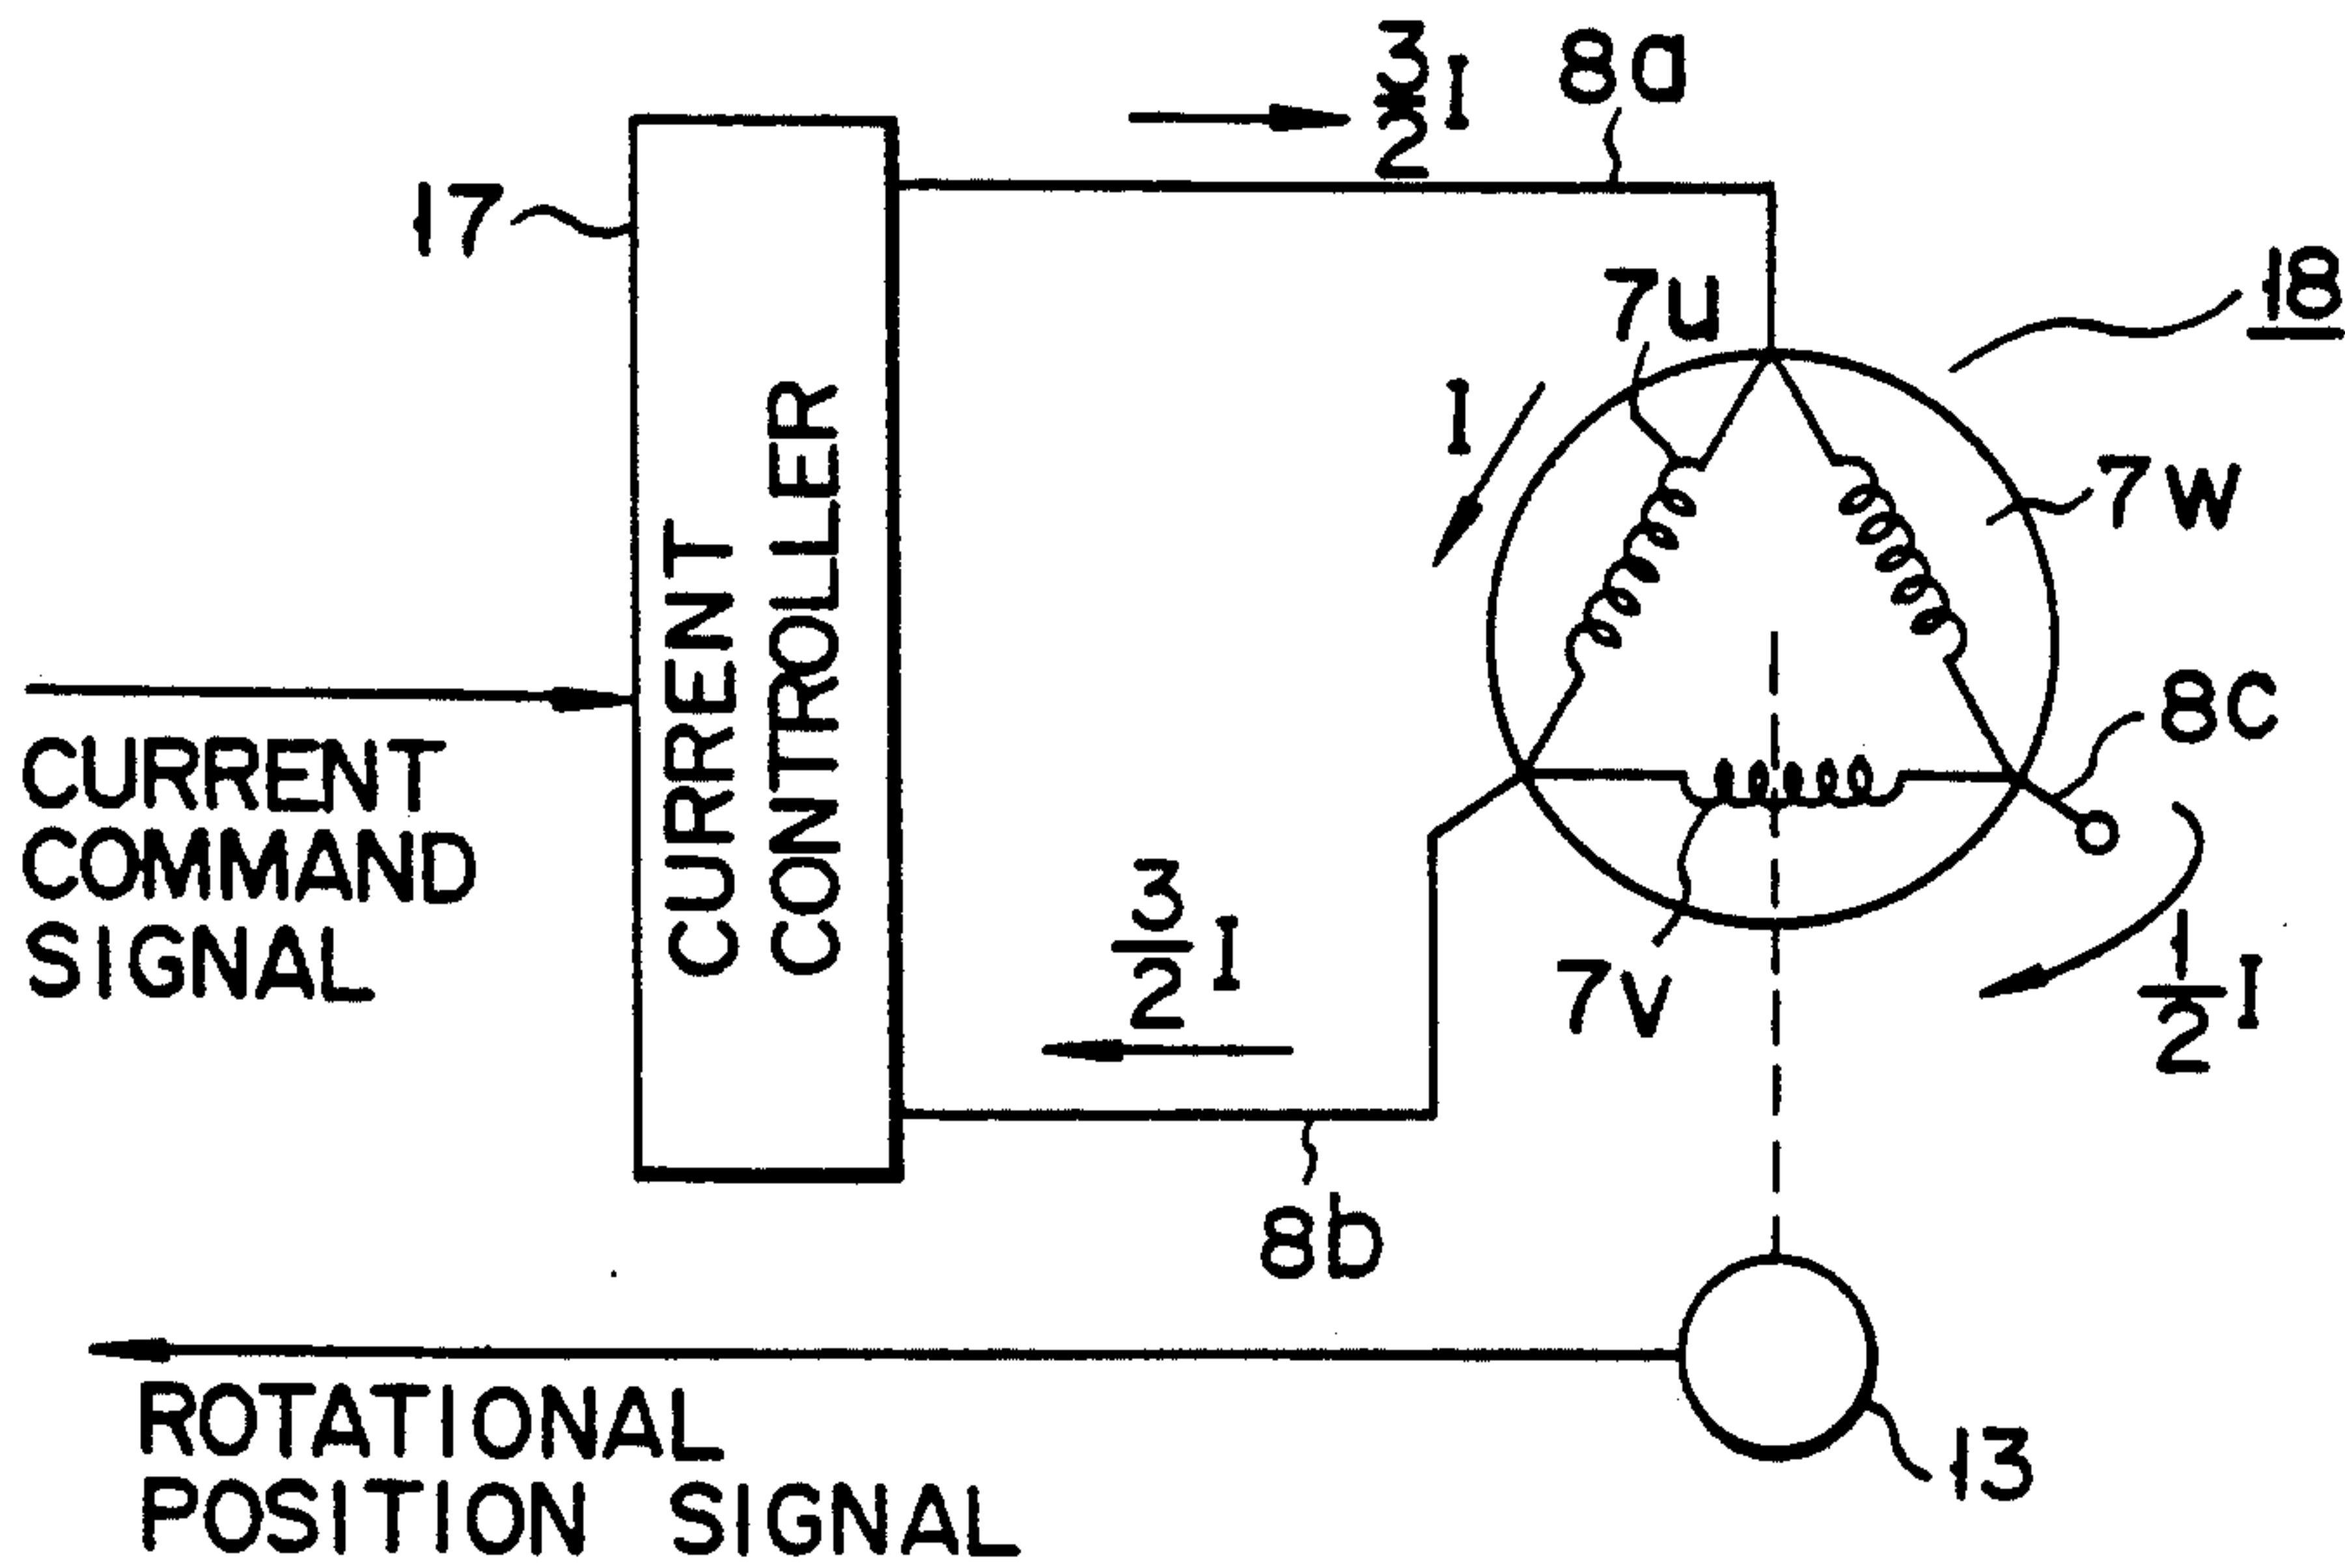 3/2 I
8a
17
18
7u
I
7W
CURRENT
CONTROLLER
8C
CURRENT
COMMAND
SIGNAL
3/2 I
7V
1/2 I
8b
ROTATIONAL
POSITION SIGNAL
13